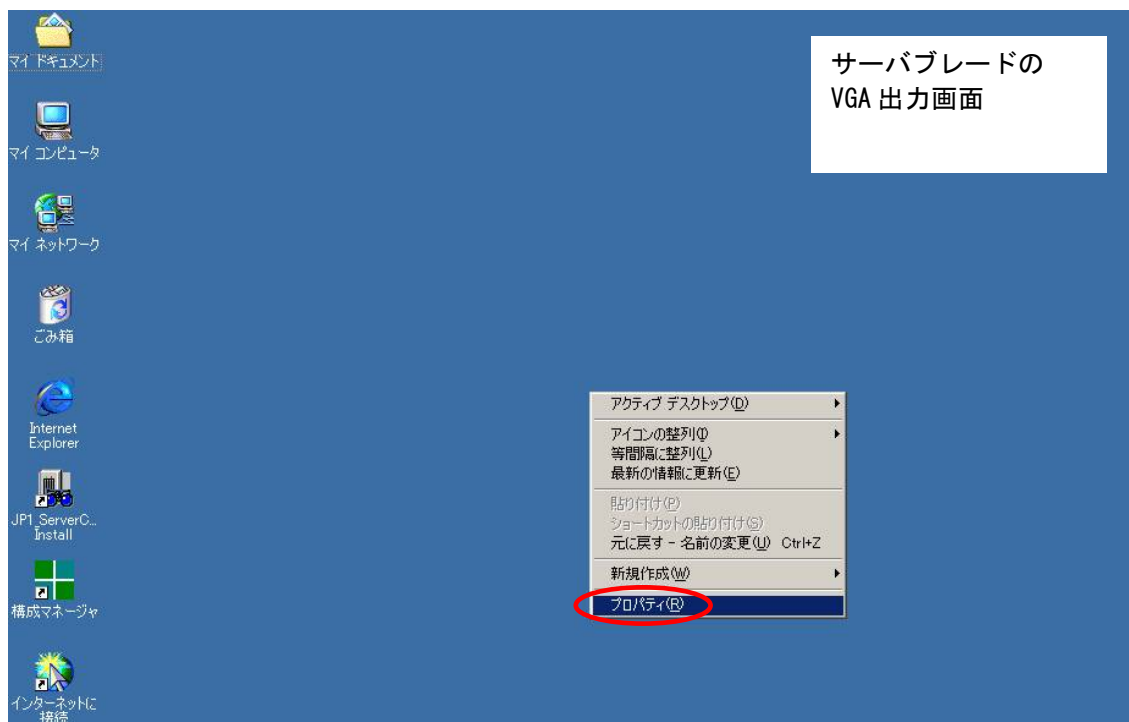 マイ ドキュメント
マイ コンピュータ
マイ ネットワーク
ごみ箱
Internet
Explorer
JP1_ServerC...
Install
構成マネージャ
インターネットに
接続
サーバブレードの
VGA 出力画面
アクティブ デスクトップ(D)
アイコンの整列(I)
等間隔に整列(L)
最新の情報に更新(E)
貼り付け(P)
ショートカットの貼り付け(S)
元に戻す - 名前の変更(U) Ctrl+Z
新規作成(W)
プロパティ(R)